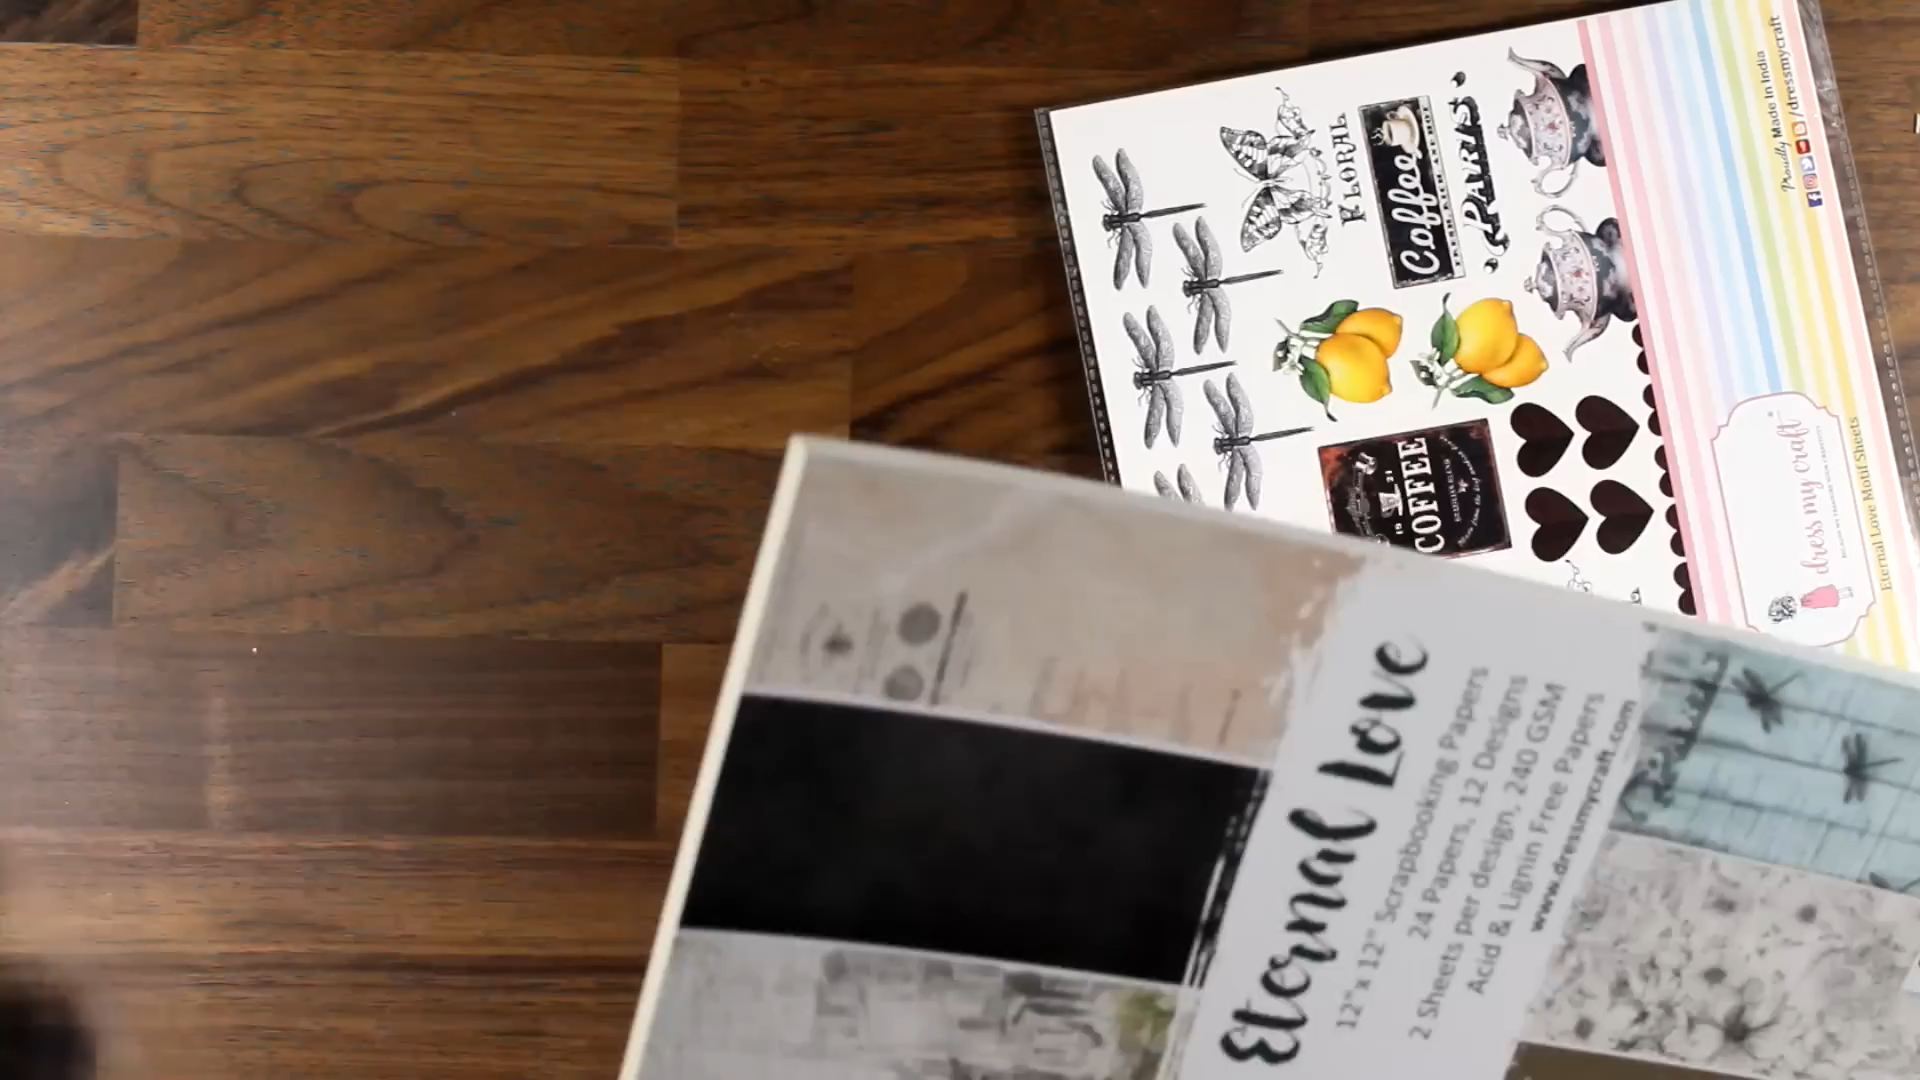 Proudly Made in India
/dressmycraft
FLORAL
Coffee
PARIS
COFFEE
dress my craft
Eternal Love Motif Sheets
Eternal Love
12"x 12" Scrapbooking Papers
24 Papers, 12 Designs
2 Sheets per design, 240 GSM
Acid & Lignin Free Papers
www.dressmycraft.com